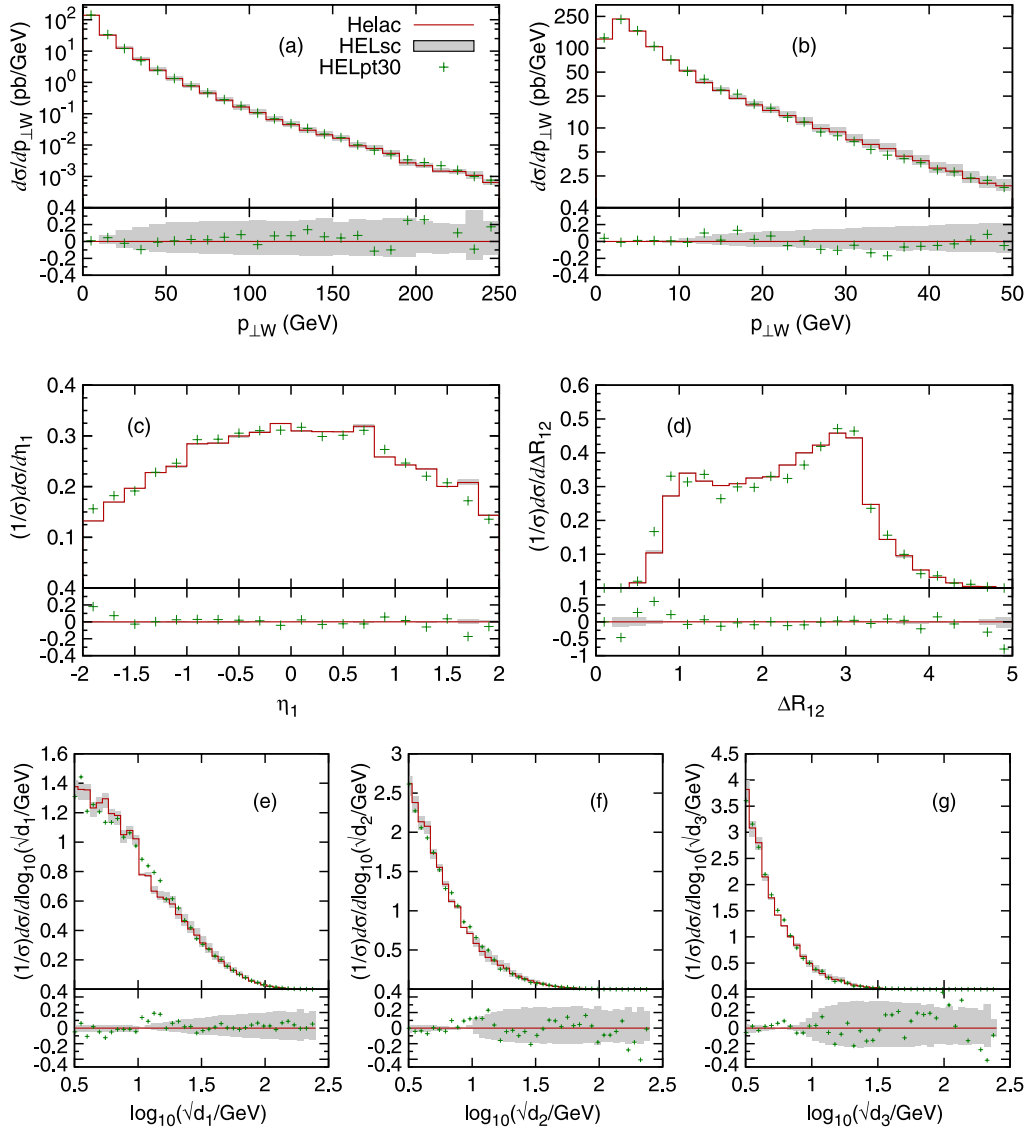 dσ/dp⊥W (pb/GeV)
10² 10¹ 10⁰ 10⁻¹ 10⁻² 10⁻³
(a)
Helac
HELsc
HELpt30
0.4 0.2 0 -0.2 -0.4
0 50 100 150 200 250
p⊥W (GeV)
dσ/dp⊥W (pb/GeV)
250 100 50 25 10 5 2.5
(b)
0.4 0.2 0 -0.2 -0.4
0 10 20 30 40 50
p⊥W (GeV)
(1/σ)dσ/dη₁
0.4 0.3 0.2 0.1
(c)
0.4 0.2 0 -0.2 -0.4
-2 -1.5 -1 -0.5 0 0.5 1 1.5 2
η₁
(1/σ)dσ/dΔR₁₂
0.6 0.5 0.4 0.3 0.2 0.1
(d)
1 0.5 0 -0.5 -1
0 1 2 3 4 5
ΔR₁₂
(1/σ)dσ/dlog₁₀(√d₁/GeV)
1.6 1.4 1.2 1 0.8 0.6 0.4 0.2
(e)
0.4 0.2 0 -0.2 -0.4
0.5 1 1.5 2 2.5
log₁₀(√d₁/GeV)
(1/σ)dσ/dlog₁₀(√d₂/GeV)
3 2.5 2 1.5 1 0.5
(f)
0.4 0.2 0 -0.2 -0.4
0.5 1 1.5 2 2.5
log₁₀(√d₂/GeV)
(1/σ)dσ/dlog₁₀(√d₃/GeV)
4.5 4 3.5 3 2.5 2 1.5 1 0.5
(g)
0.4 0.2 0 -0.2 -0.4
0.5 1 1.5 2 2.5
log₁₀(√d₃/GeV)